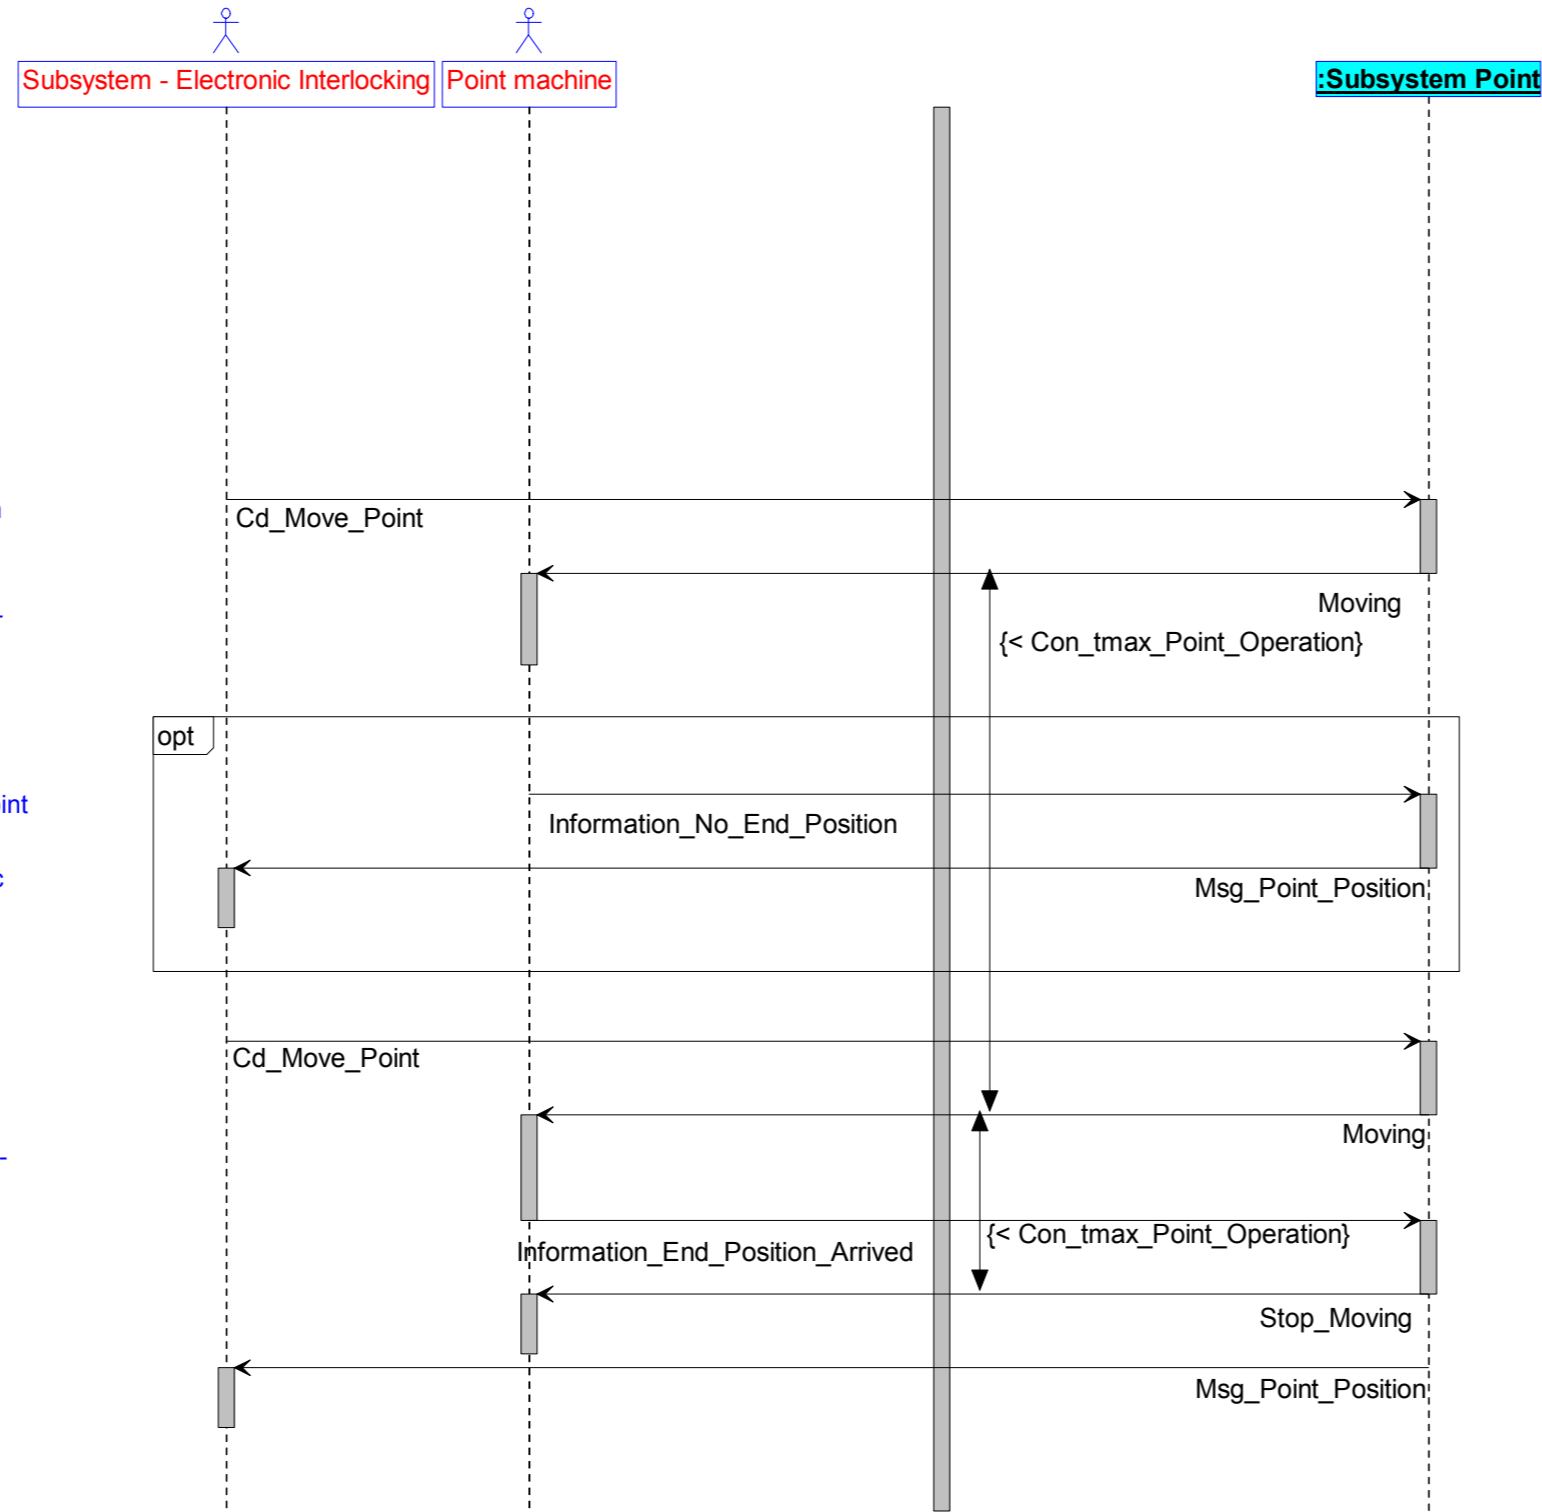 Subsystem - Electronic Interlocking
Point machine
:Subsystem Point
Cd_Move_Point
Moving
{< Con_tmax_Point_Operation}
opt
Information_No_End_Position
Msg_Point_Position
Cd_Move_Point
Moving
{< Con_tmax_Point_Operation}
Information_End_Position_Arrived
Stop_Moving
Msg_Point_Position